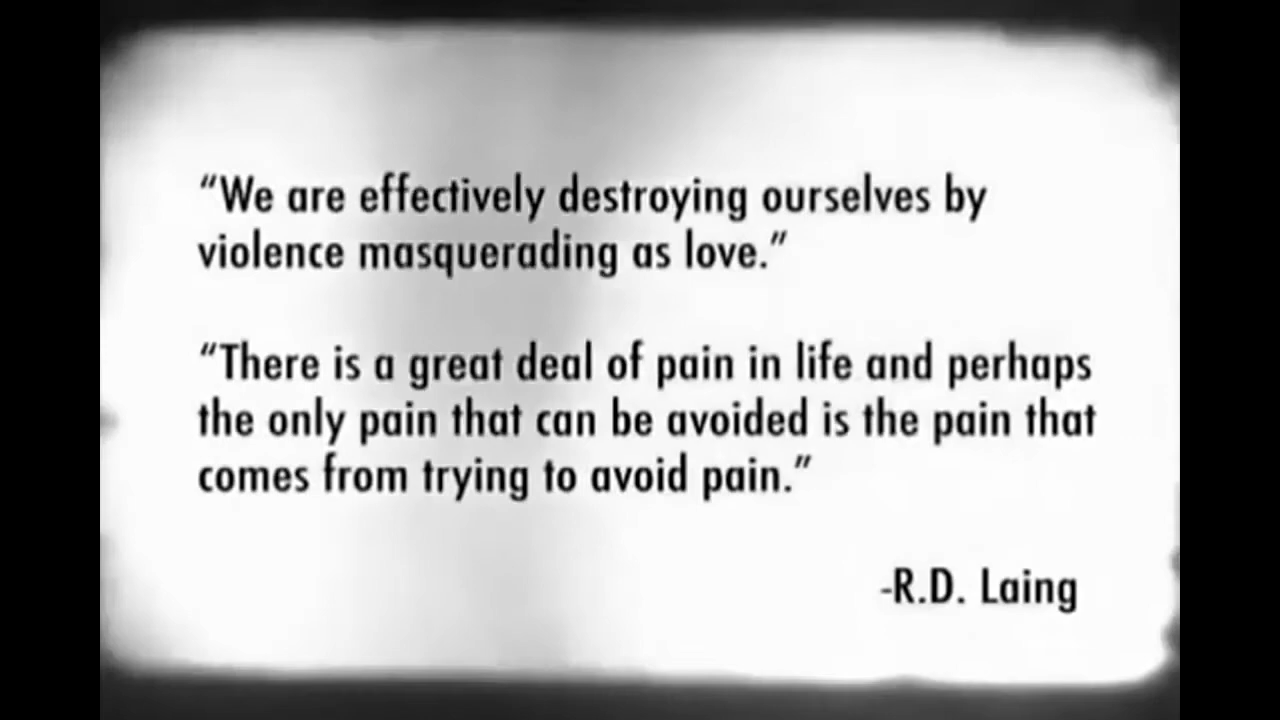 “We are effectively destroying ourselves by
violence masquerading as love.”
“There is a great deal of pain in life and perhaps
the only pain that can be avoided is the pain that
comes from trying to avoid pain.”
-R.D. Laing